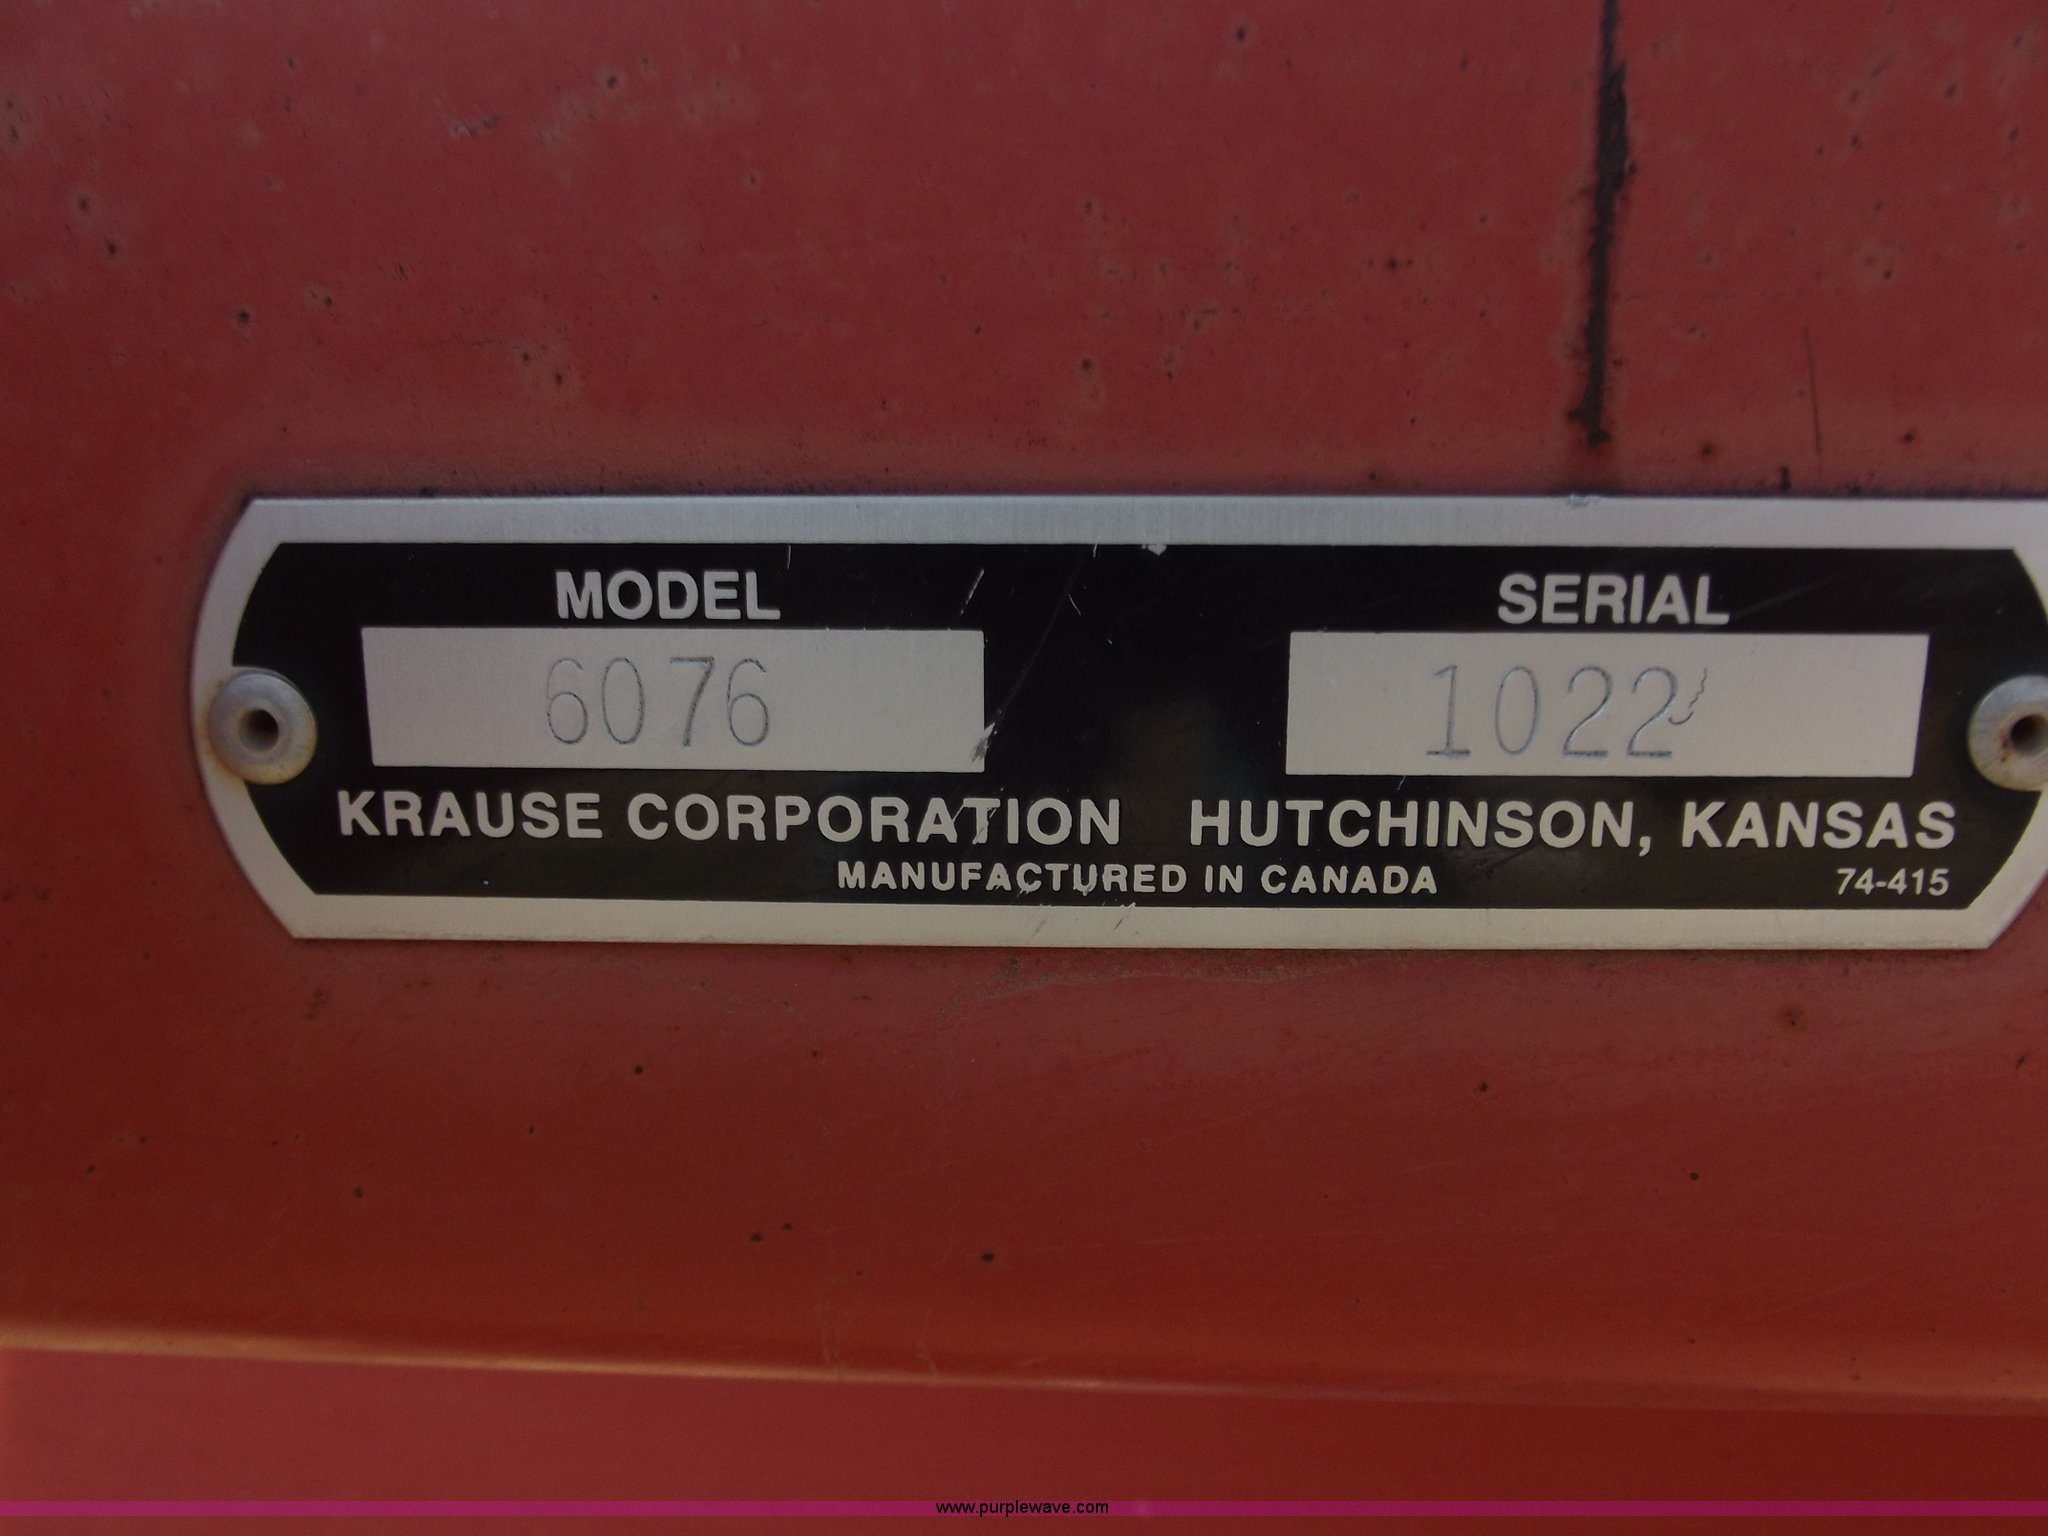 MODEL SERIAL
6076 1022
KRAUSE CORPORATION HUTCHINSON, KANSAS
MANUFACTURED IN CANADA
74-415
www.purplewave.com